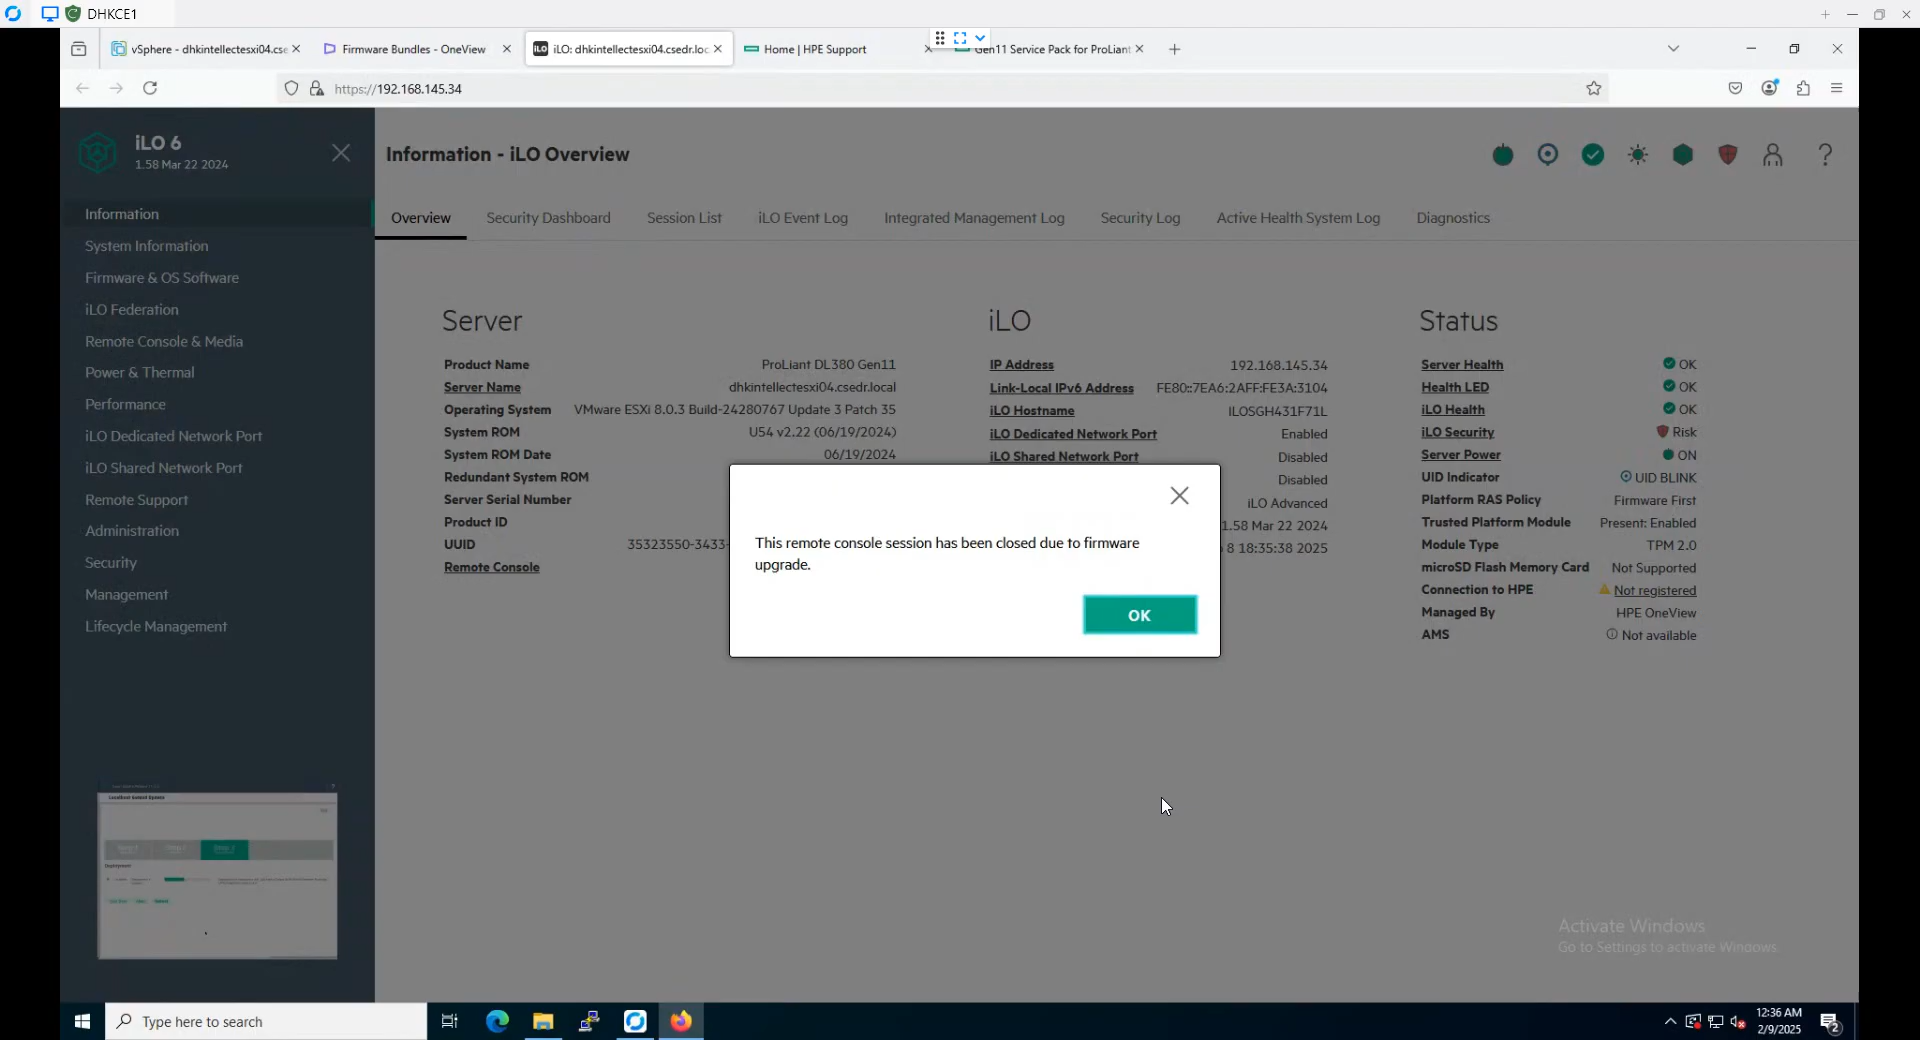 DHKCE1
vSphere - dhkintellectesxi04.cse
Firmware Bundles - OneView
iLO: dhkintellectesxi04.csedr.loc
Home | HPE Support
Gen11 Service Pack for ProLiant
https://192.168.145.34
iLO 6
1.58 Mar 22 2024
Information - iLO Overview
Information
System Information
Firmware & OS Software
iLO Federation
Remote Console & Media
Power & Thermal
Performance
iLO Dedicated Network Port
iLO Shared Network Port
Remote Support
Administration
Security
Management
Lifecycle Management
Overview
Security Dashboard
Session List
iLO Event Log
Integrated Management Log
Security Log
Active Health System Log
Diagnostics
Server
Product Name ProLiant DL380 Gen11
Server Name dhkintellectesxi04.csedr.local
Operating System VMware ESXi 8.0.3 Build-24280767 Update 3 Patch 35
System ROM U54 v2.22 (06/19/2024)
System ROM Date 06/19/2024
Redundant System ROM
Server Serial Number
Product ID
UUID 35323550-3433-
Remote Console
iLO
IP Address 192.168.145.34
Link-Local IPv6 Address FE80::7EA6:2AFF:FE3A:3104
iLO Hostname ILOSGH431F71L
iLO Dedicated Network Port Enabled
iLO Shared Network Port Disabled
Disabled
iLO Advanced
1.58 Mar 22 2024
8 18:35:38 2025
Status
Server Health OK
Health LED OK
iLO Health OK
iLO Security Risk
Server Power ON
UID Indicator UID BLINK
Platform RAS Policy Firmware First
Trusted Platform Module Present: Enabled
Module Type TPM 2.0
microSD Flash Memory Card Not Supported
Connection to HPE Not registered
Managed By HPE OneView
AMS Not available
This remote console session has been closed due to firmware
upgrade.
OK
Activate Windows
Go to Settings to activate Windows.
Type here to search
12:36 AM
2/9/2025
2